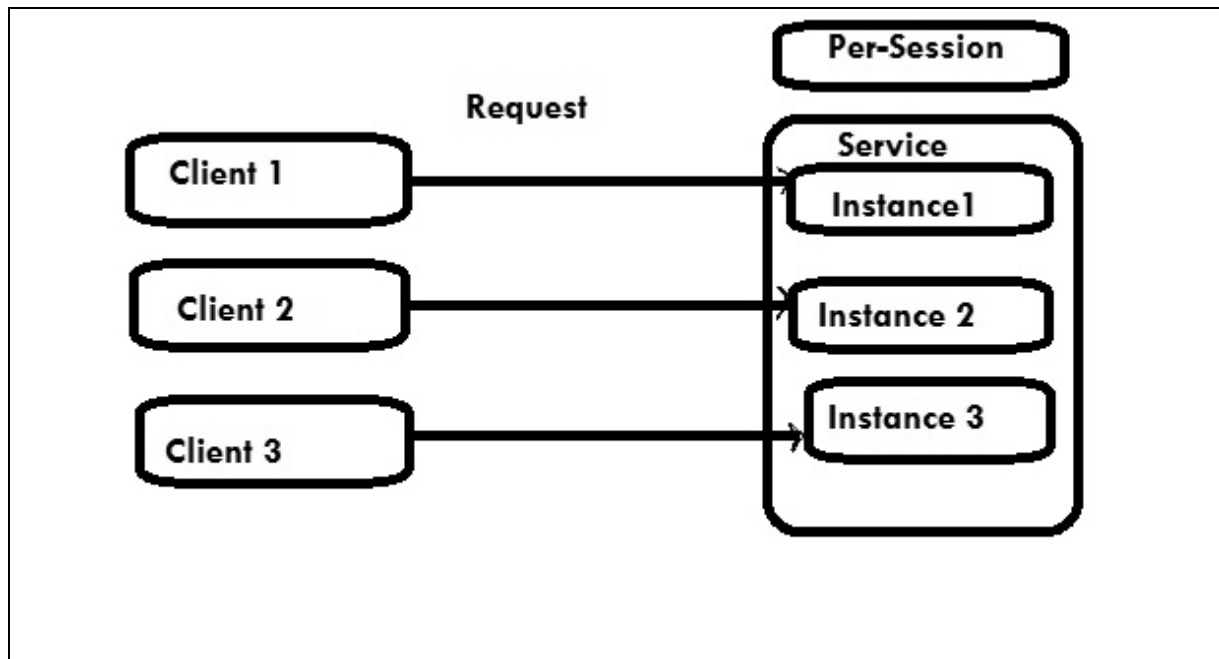 Per-Session
Request
Service
Client 1
Instance1
Client 2
Instance 2
Client 3
Instance 3